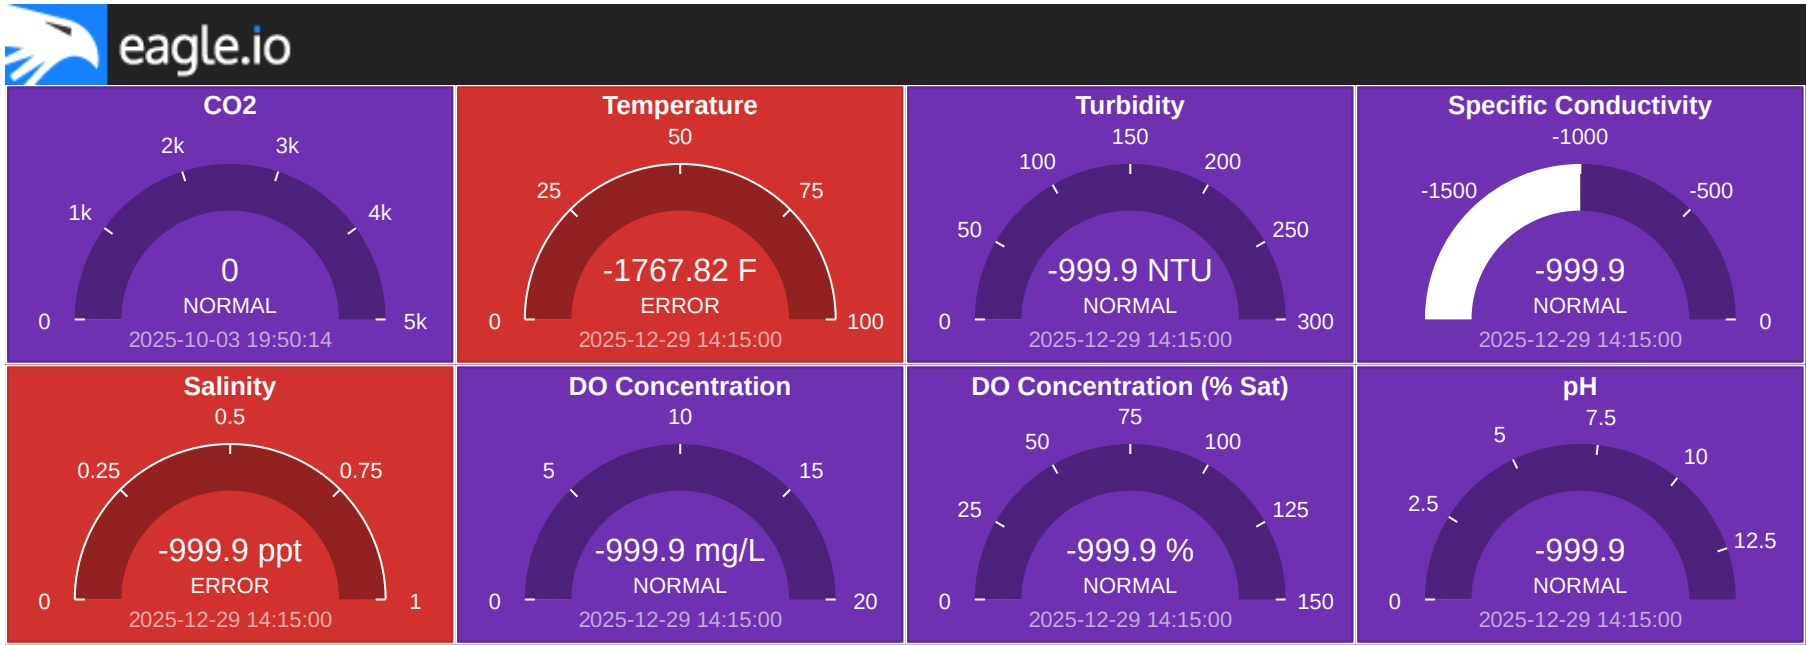 eagle.io
CO2
2k
3k
1k
4k
0
NORMAL
0
5k
2025-10-03 19:50:14
Temperature
50
25
75
-1767.82 F
ERROR
0
100
2025-12-29 14:15:00
Turbidity
150
100
200
50
250
-999.9 NTU
NORMAL
0
300
2025-12-29 14:15:00
Specific Conductivity
-1000
-1500
-500
-999.9
NORMAL
0
2025-12-29 14:15:00
Salinity
0.5
0.25
0.75
-999.9 ppt
ERROR
0
1
2025-12-29 14:15:00
DO Concentration
10
5
15
-999.9 mg/L
NORMAL
0
20
2025-12-29 14:15:00
DO Concentration (% Sat)
75
50
100
25
125
-999.9 %
NORMAL
0
150
2025-12-29 14:15:00
pH
7.5
5
10
2.5
12.5
-999.9
NORMAL
0
2025-12-29 14:15:00